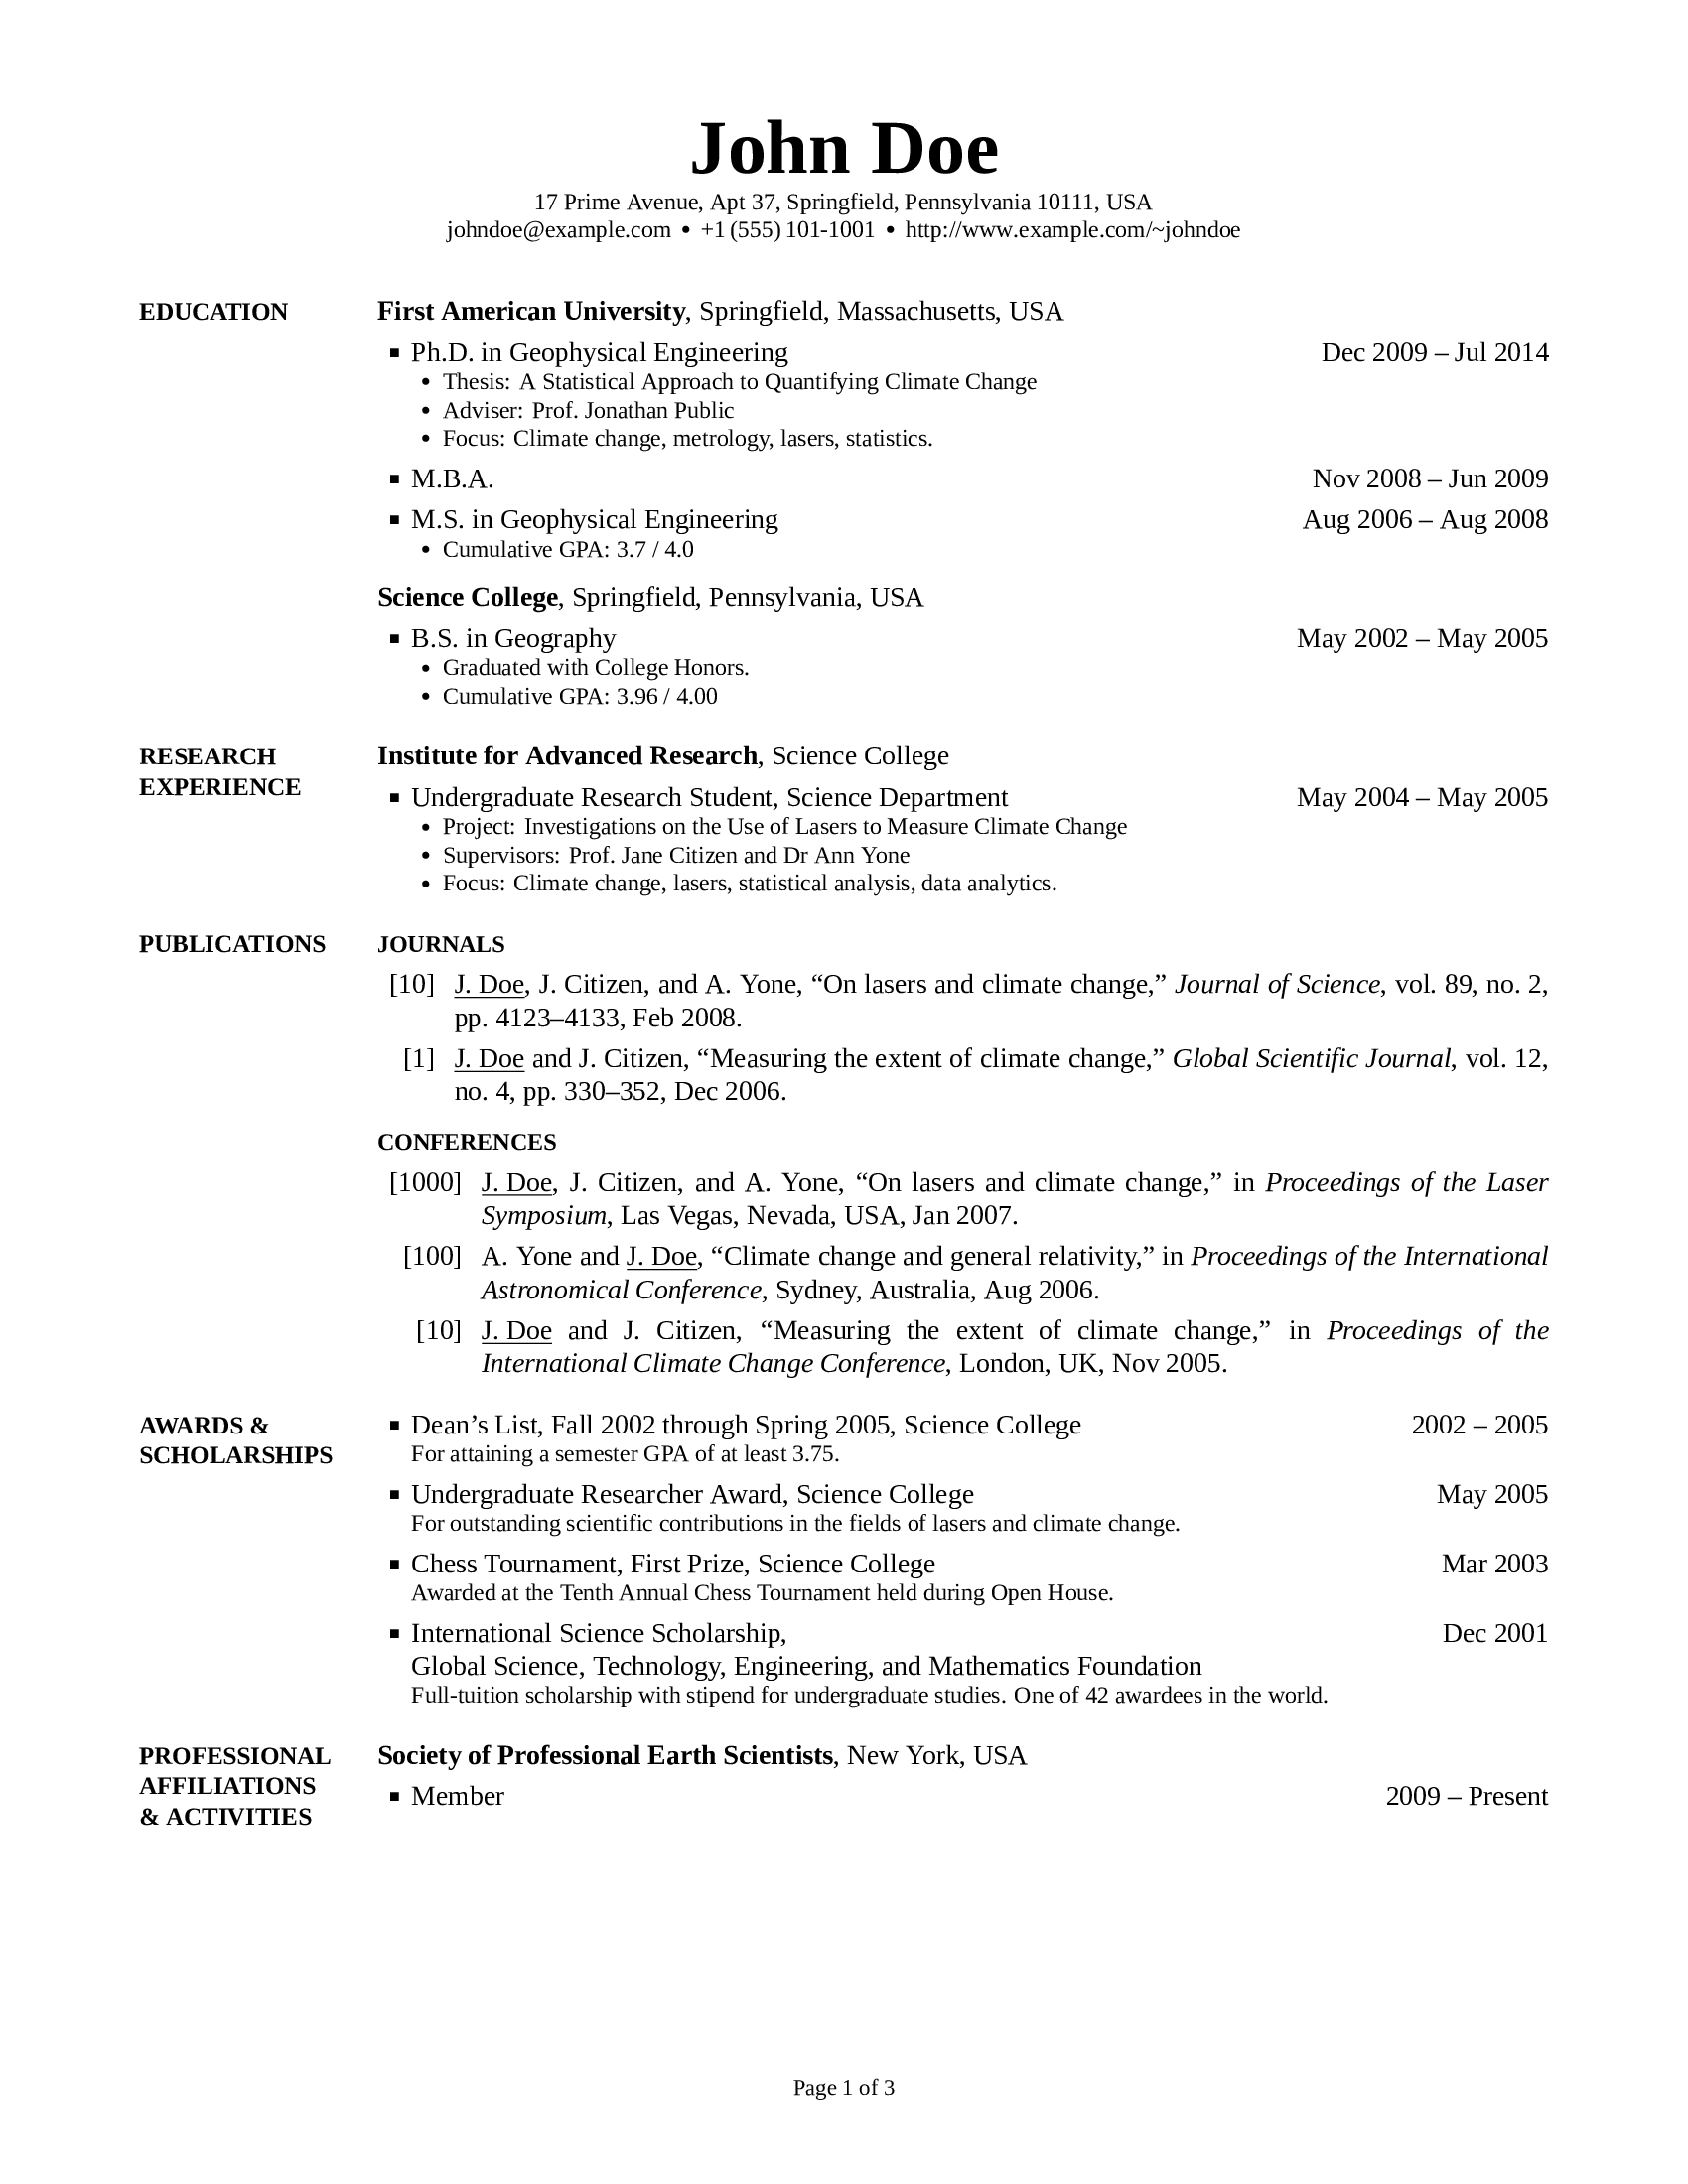 John Doe
17 Prime Avenue, Apt 37, Springfield, Pennsylvania 10111, USA
johndoe@example.com • +1 (555) 101-1001 • http://www.example.com/~johndoe
EDUCATION
First American University, Springfield, Massachusetts, USA
▪ Ph.D. in Geophysical Engineering Dec 2009 – Jul 2014
• Thesis: A Statistical Approach to Quantifying Climate Change
• Adviser: Prof. Jonathan Public
• Focus: Climate change, metrology, lasers, statistics.
▪ M.B.A. Nov 2008 – Jun 2009
▪ M.S. in Geophysical Engineering Aug 2006 – Aug 2008
• Cumulative GPA: 3.7 / 4.0
Science College, Springfield, Pennsylvania, USA
▪ B.S. in Geography May 2002 – May 2005
• Graduated with College Honors.
• Cumulative GPA: 3.96 / 4.00
RESEARCH
EXPERIENCE
Institute for Advanced Research, Science College
▪ Undergraduate Research Student, Science Department May 2004 – May 2005
• Project: Investigations on the Use of Lasers to Measure Climate Change
• Supervisors: Prof. Jane Citizen and Dr Ann Yone
• Focus: Climate change, lasers, statistical analysis, data analytics.
PUBLICATIONS
JOURNALS
[10] J. Doe, J. Citizen, and A. Yone, “On lasers and climate change,” Journal of Science, vol. 89, no. 2,
pp. 4123–4133, Feb 2008.
[1] J. Doe and J. Citizen, “Measuring the extent of climate change,” Global Scientific Journal, vol. 12,
no. 4, pp. 330–352, Dec 2006.
CONFERENCES
[1000] J. Doe, J. Citizen, and A. Yone, “On lasers and climate change,” in Proceedings of the Laser
Symposium, Las Vegas, Nevada, USA, Jan 2007.
[100] A. Yone and J. Doe, “Climate change and general relativity,” in Proceedings of the International
Astronomical Conference, Sydney, Australia, Aug 2006.
[10] J. Doe and J. Citizen, “Measuring the extent of climate change,” in Proceedings of the
International Climate Change Conference, London, UK, Nov 2005.
AWARDS &
SCHOLARSHIPS
▪ Dean’s List, Fall 2002 through Spring 2005, Science College 2002 – 2005
For attaining a semester GPA of at least 3.75.
▪ Undergraduate Researcher Award, Science College May 2005
For outstanding scientific contributions in the fields of lasers and climate change.
▪ Chess Tournament, First Prize, Science College Mar 2003
Awarded at the Tenth Annual Chess Tournament held during Open House.
▪ International Science Scholarship, Dec 2001
Global Science, Technology, Engineering, and Mathematics Foundation
Full-tuition scholarship with stipend for undergraduate studies. One of 42 awardees in the world.
PROFESSIONAL
AFFILIATIONS
& ACTIVITIES
Society of Professional Earth Scientists, New York, USA
▪ Member 2009 – Present
Page 1 of 3